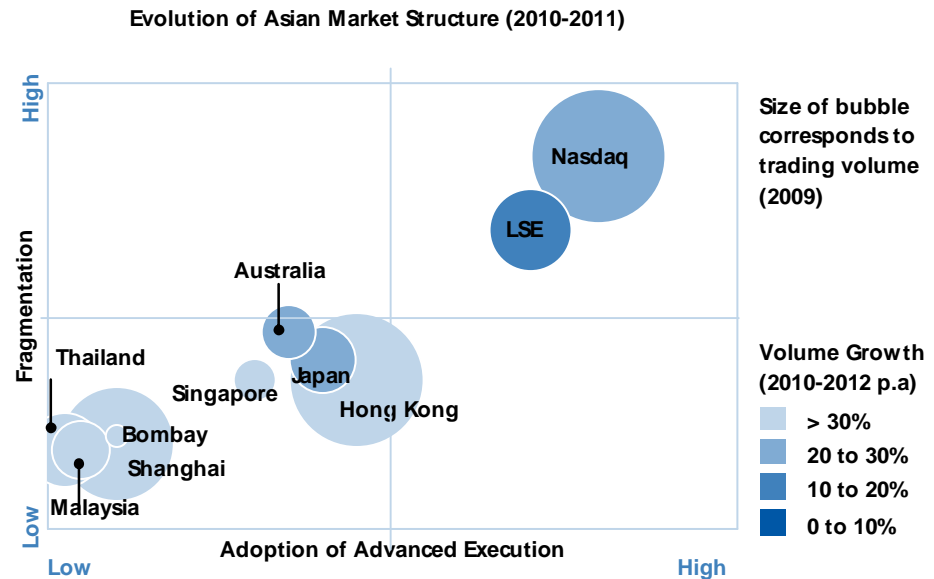 Evolution of Asian Market Structure (2010-2011)
High
Fragmentation
Low
Nasdaq
LSE
Australia
Thailand
Singapore
Japan
Hong Kong
Bombay
Shanghai
Malaysia
Adoption of Advanced Execution
Low
High
Size of bubble
corresponds to
trading volume
(2009)
Volume Growth
(2010-2012 p.a)
> 30%
20 to 30%
10 to 20%
0 to 10%